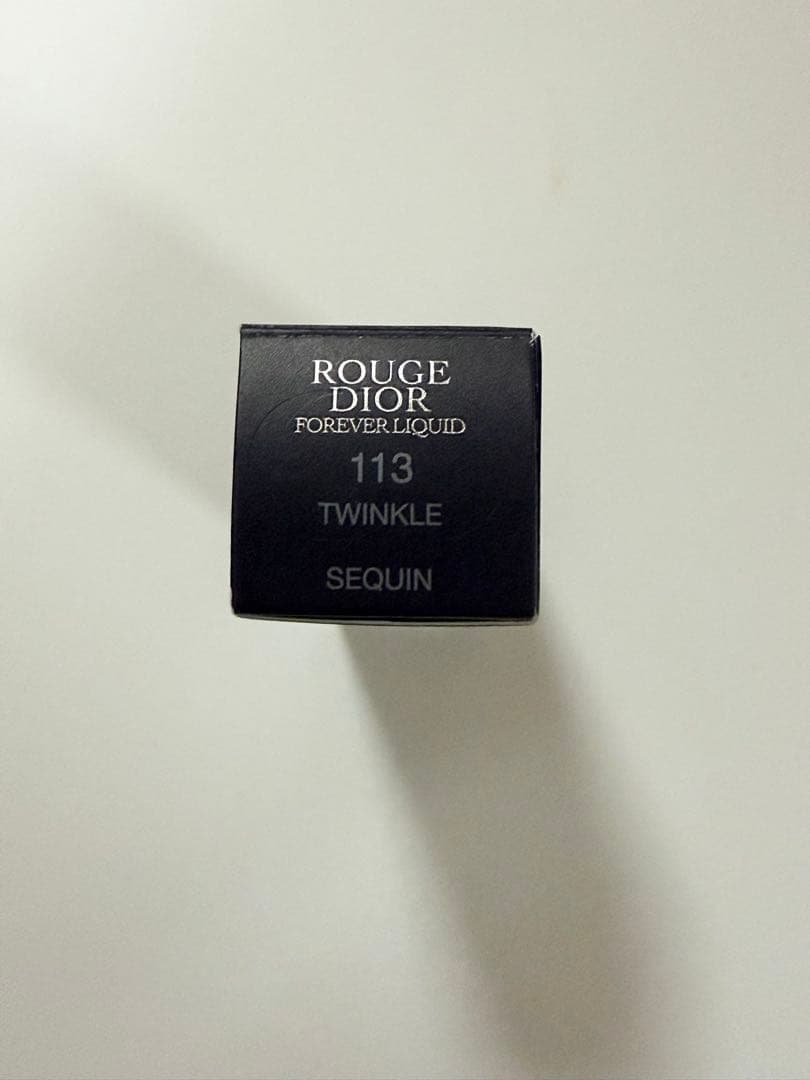 ROUGE
DIOR
FOREVER LIQUID
113
TWINKLE
SEQUIN